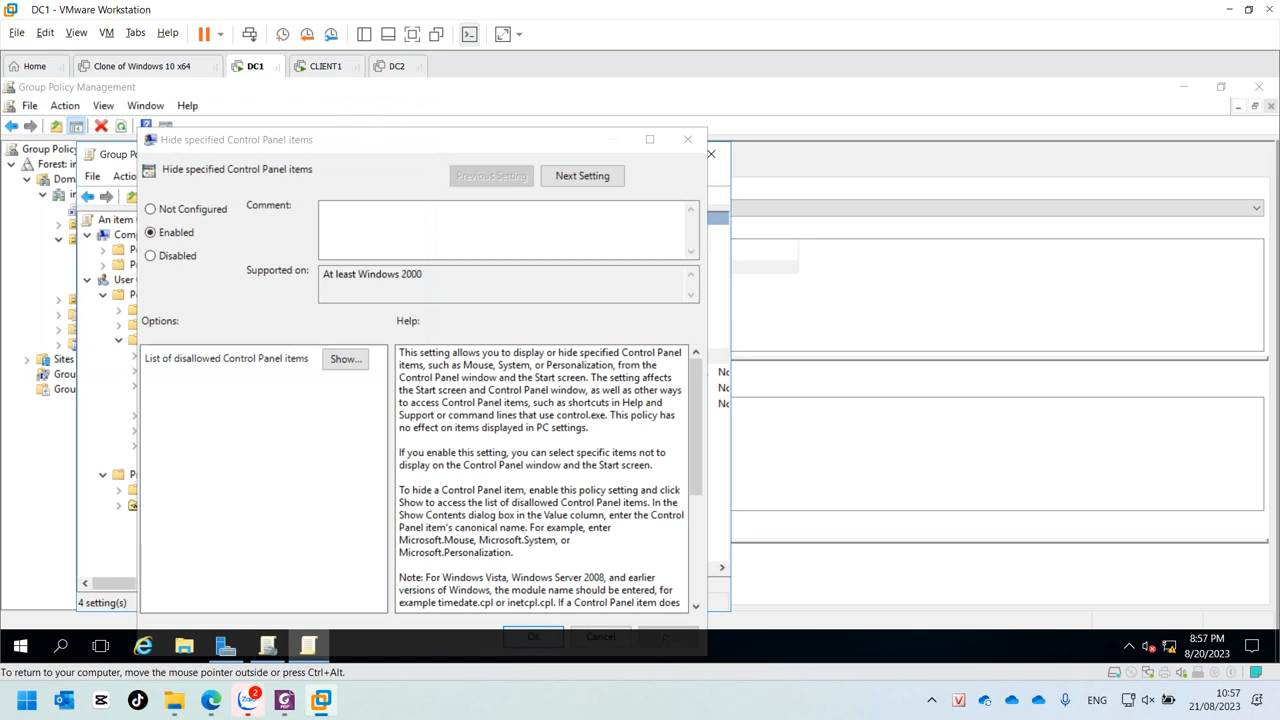 DC1 - VMware Workstation
File Edit View VM Tabs Help
Home Clone of Windows 10 x64 DC1 CLIENT1 DC2
Group Policy Management
File Action View Window Help
Hide specified Control Panel items
Hide specified Control Panel items
Previous Setting Next Setting
Not Configured
Enabled
Disabled
Comment:
Supported on: At least Windows 2000
Options: Help:
List of disallowed Control Panel items Show...
This setting allows you to display or hide specified Control Panel
items, such as Mouse, System, or Personalization, from the
Control Panel window and the Start screen. The setting affects
the Start screen and Control Panel window, as well as other ways
to access Control Panel items, such as shortcuts in Help and
Support or command lines that use control.exe. This policy has
no effect on items displayed in PC settings.
If you enable this setting, you can select specific items not to
display on the Control Panel window and the Start screen.
To hide a Control Panel item, enable this policy setting and click
Show to access the list of disallowed Control Panel items. In the
Show Contents dialog box in the Value column, enter the Control
Panel item's canonical name. For example, enter
Microsoft.Mouse, Microsoft.System, or
Microsoft.Personalization.
Note: For Windows Vista, Windows Server 2008, and earlier
versions of Windows, the module name should be entered, for
example timedate.cpl or inetcpl.cpl. If a Control Panel item does
OK Cancel
Group Polic
Forest: in
Dom
in
Sites
Grou
Grou
Group Poli
File Actio
An item
Comp
P
P
User
P
P
4 setting(s)
No
No
No
8:57 PM
8/20/2023
To return to your computer, move the mouse pointer outside or press Ctrl+Alt.
Zalo 2
PDF
ENG
10:57
21/08/2023